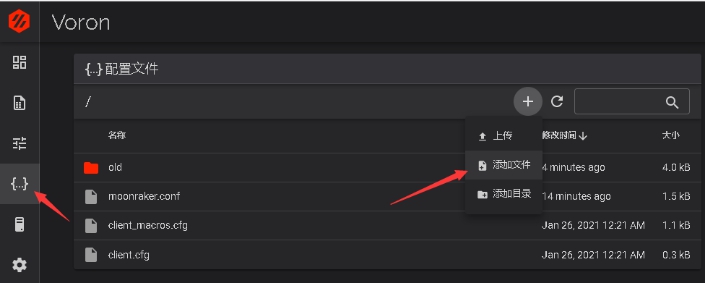 Voron
{...} 配置文件
/
上传
添加文件
添加目录
名称 修改时间 大小
old 4 minutes ago 4.0 kB
moonraker.conf 14 minutes ago 1.5 kB
client_macros.cfg Jan 26, 2021 12:21 AM 1.1 kB
client.cfg Jan 26, 2021 12:21 AM 0.3 kB
{...}